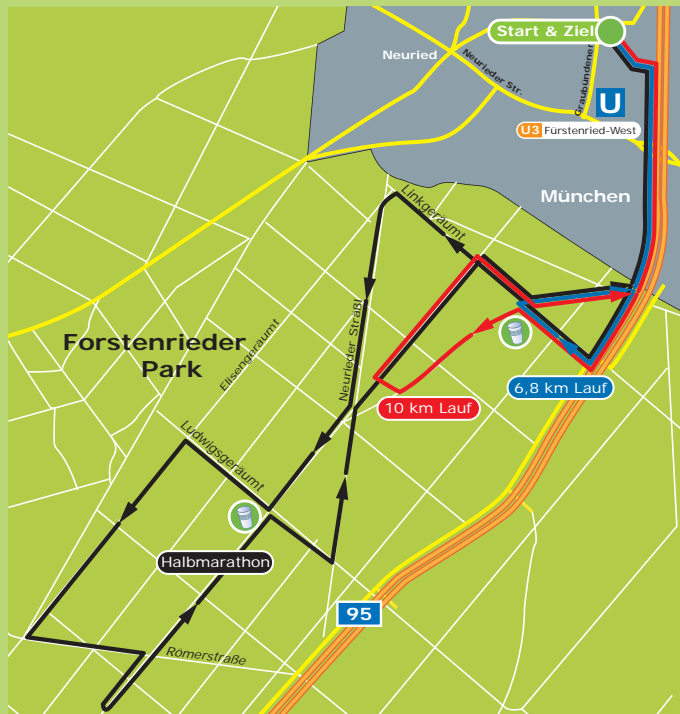 Start & Ziel
Neuried
Neurieder Str.
Graubündener
U
U3 Fürstenried-West
München
Linkgeräumt
Forstenrieder
Park
Elisengeräumt
Neurieder Sträßl
10 km Lauf
6,8 km Lauf
Ludwigsgeräumt
Halbmarathon
95
Römerstraße